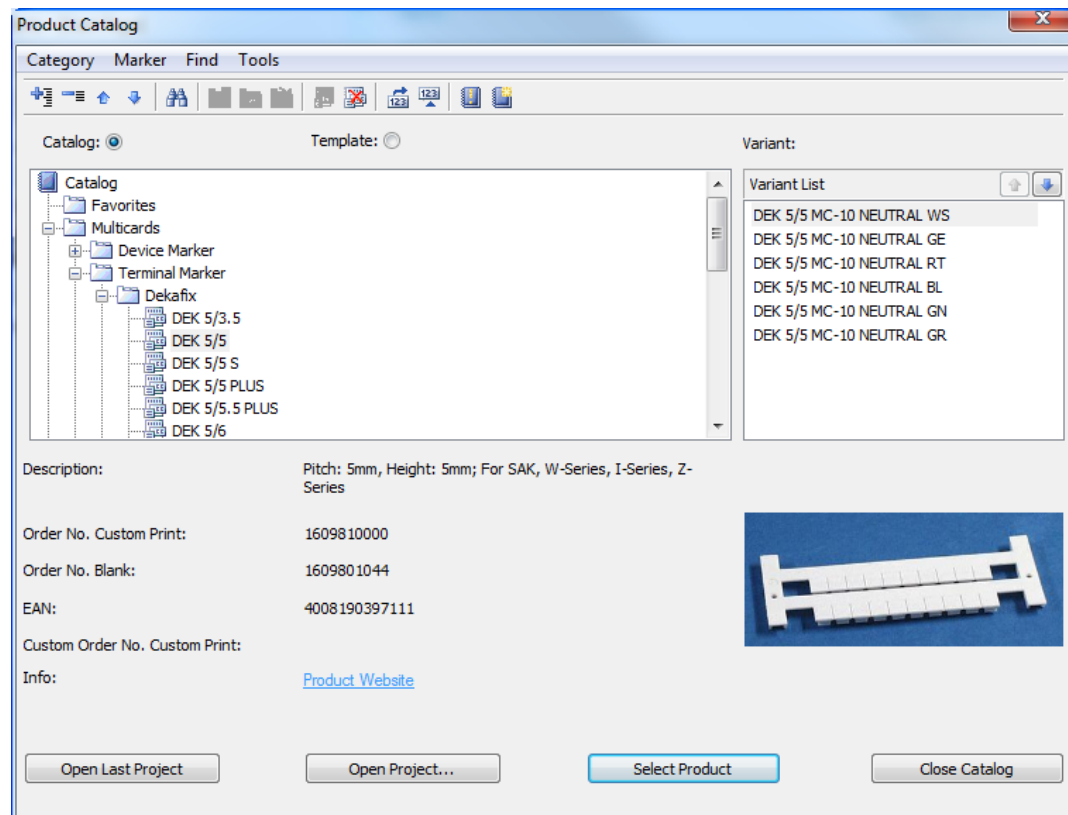 Product Catalog
Category Marker Find Tools
123 123
Catalog: Template: Variant:
Catalog
Favorites
Multicards
Device Marker
Terminal Marker
Dekafix
DEK 5/3.5
DEK 5/5
DEK 5/5 S
DEK 5/5 PLUS
DEK 5/5.5 PLUS
DEK 5/6
Variant List
DEK 5/5 MC-10 NEUTRAL WS
DEK 5/5 MC-10 NEUTRAL GE
DEK 5/5 MC-10 NEUTRAL RT
DEK 5/5 MC-10 NEUTRAL BL
DEK 5/5 MC-10 NEUTRAL GN
DEK 5/5 MC-10 NEUTRAL GR
Description: Pitch: 5mm, Height: 5mm; For SAK, W-Series, I-Series, Z-
Series
Order No. Custom Print: 1609810000
Order No. Blank: 1609801044
EAN: 4008190397111
Custom Order No. Custom Print:
Info: Product Website
Open Last Project Open Project... Select Product Close Catalog